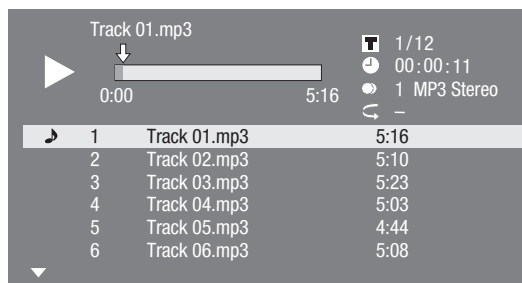 Track 01.mp3
T 1/12
00:00:11
0:00 5:16
1 MP3 Stereo
–
1 Track 01.mp3 5:16
2 Track 02.mp3 5:10
3 Track 03.mp3 5:23
4 Track 04.mp3 5:03
5 Track 05.mp3 4:44
6 Track 06.mp3 5:08